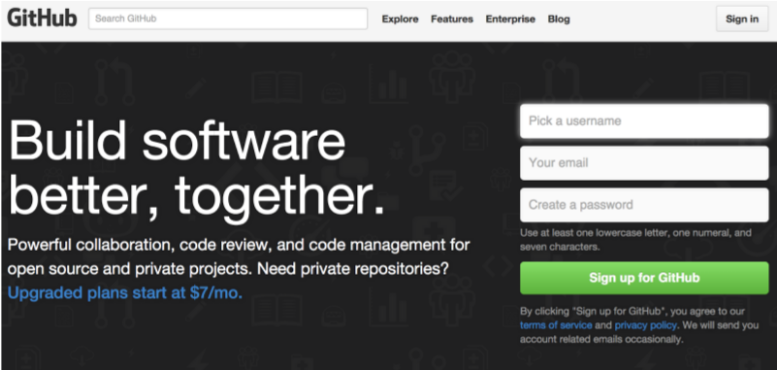 GitHub
Search GitHub
Explore Features Enterprise Blog
Sign in
Build software
better, together.
Powerful collaboration, code review, and code management for
open source and private projects. Need private repositories?
Upgraded plans start at $7/mo.
Pick a username
Your email
Create a password
Use at least one lowercase letter, one numeral, and
seven characters.
Sign up for GitHub
By clicking "Sign up for GitHub", you agree to our
terms of service and privacy policy. We will send you
account related emails occasionally.